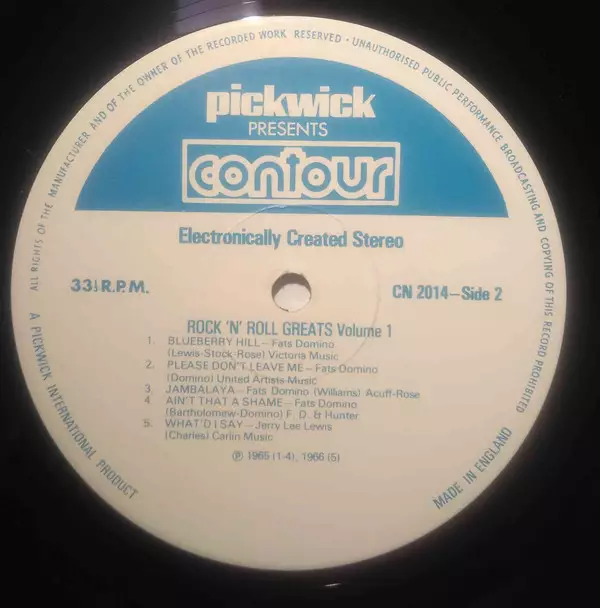 ALL RIGHTS OF THE MANUFACTURER AND OF THE OWNER OF THE RECORDED WORK RESERVED · UNAUTHORISED PUBLIC PERFORMANCE BROADCASTING AND COPYING OF THIS RECORD PROHIBITED
pickwick
PRESENTS
contour
Electronically Created Stereo
33⅓ R.P.M.
CN 2014—Side 2
ROCK 'N' ROLL GREATS Volume 1
1. BLUEBERRY HILL—Fats Domino
(Lewis-Stock-Rose) Victoria Music
2. PLEASE DON'T LEAVE ME—Fats Domino
(Domino) United Artists Music
3. JAMBALAYA—Fats Domino (Williams) Acuff-Rose
4. AIN'T THAT A SHAME—Fats Domino
(Bartholomew-Domino) F. D. & Hunter
5. WHAT'D I SAY—Jerry Lee Lewis
(Charles) Carlin Music
℗ 1965 (1-4), 1966 (5)
A PICKWICK INTERNATIONAL PRODUCT
MADE IN ENGLAND